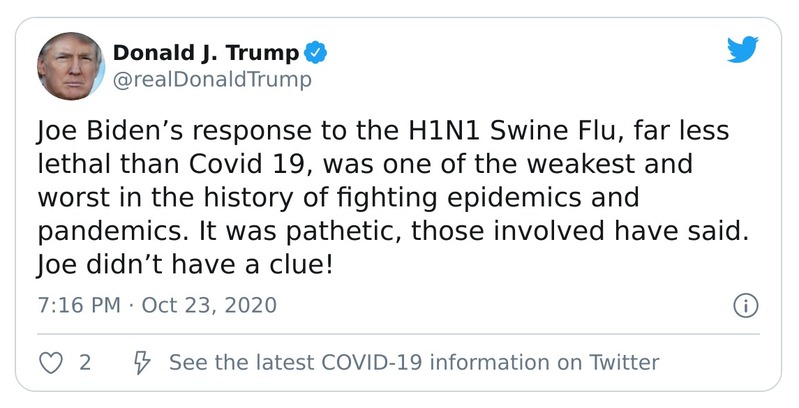 Donald J. Trump
@realDonaldTrump
Joe Biden’s response to the H1N1 Swine Flu, far less
lethal than Covid 19, was one of the weakest and
worst in the history of fighting epidemics and
pandemics. It was pathetic, those involved have said.
Joe didn’t have a clue!
7:16 PM · Oct 23, 2020
2 See the latest COVID-19 information on Twitter